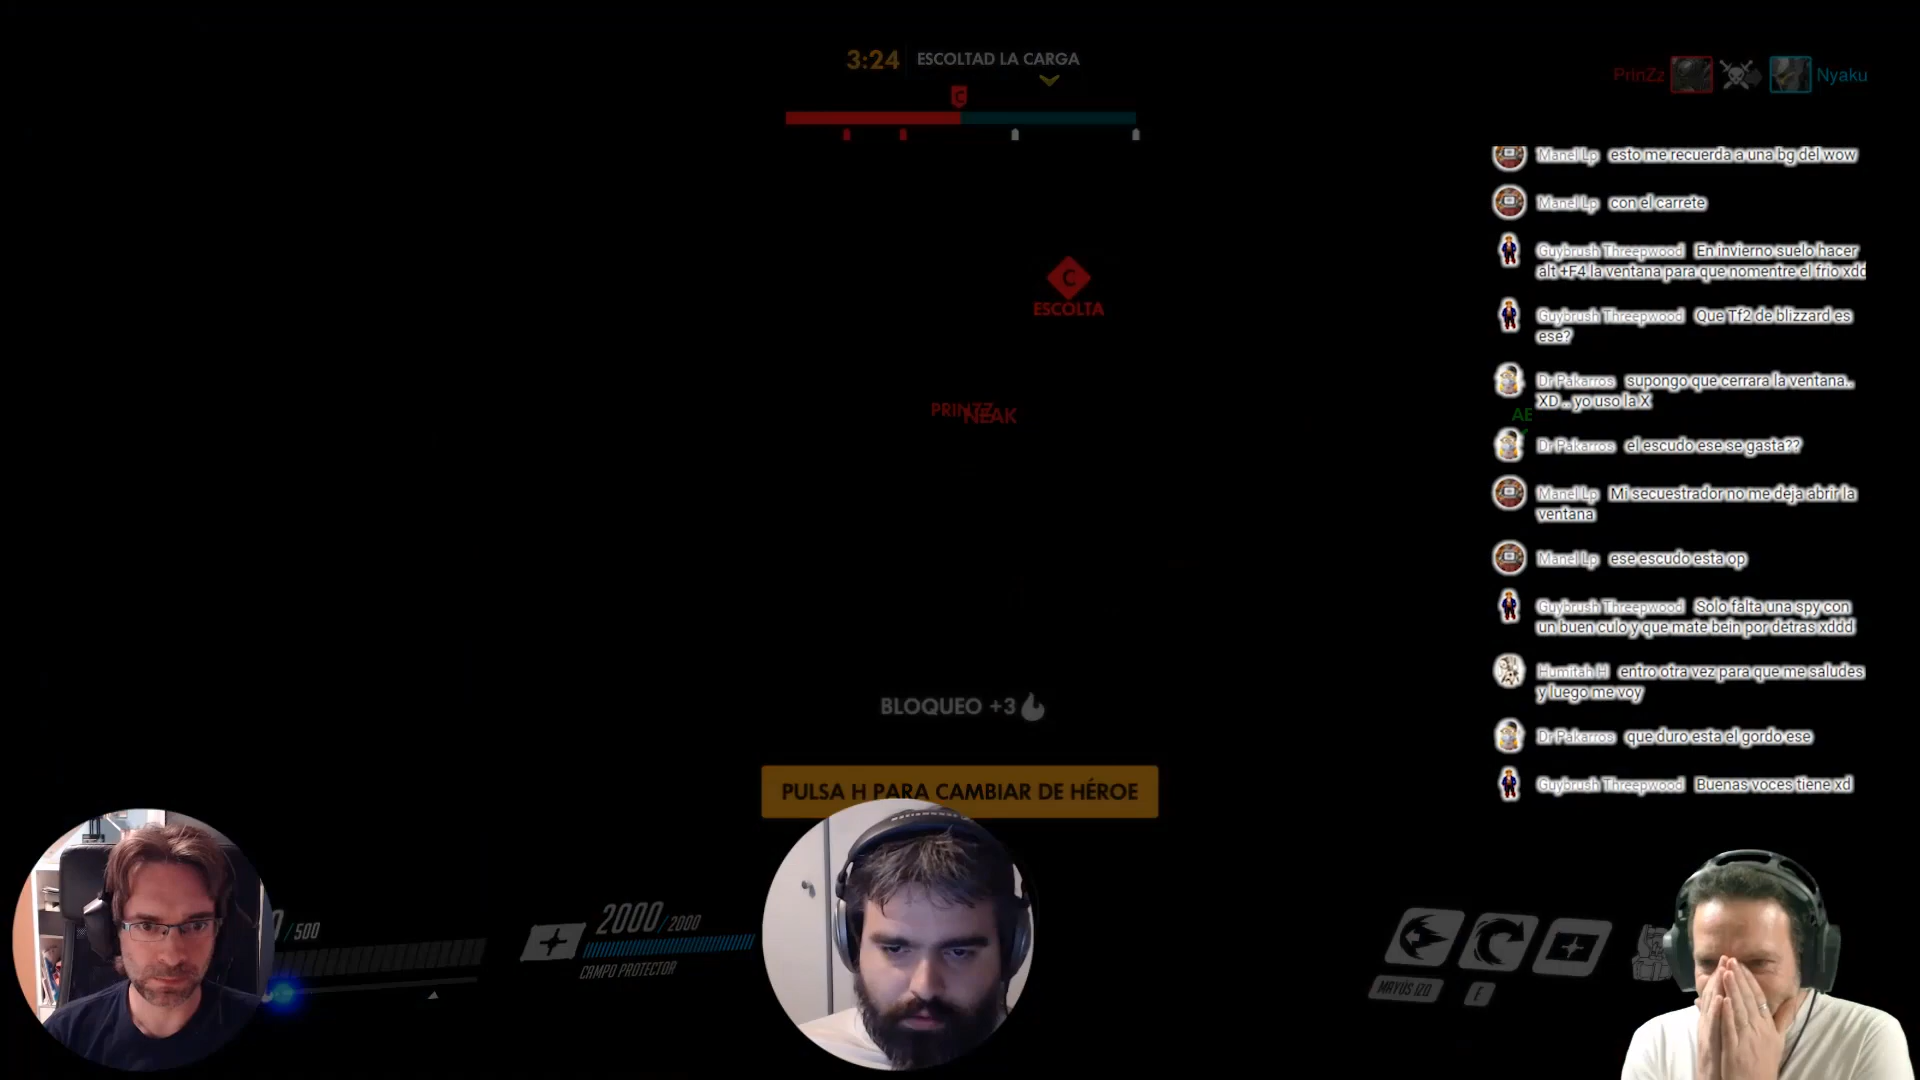 3:24 ESCOLTAD LA CARGA
C
PrinZz Nyaku
Manel Lp esto me recuerda a una bg del wow
Manel Lp con el carrete
Guybrush Threepwood En invierno suelo hacer
alt +F4 la ventana para que nomentre el frio xdd
Guybrush Threepwood Que Tf2 de blizzard es
ese?
Dr Pakarros supongo que cerrara la ventana..
XD .. yo uso la X
Dr Pakarros el escudo ese se gasta??
Manel Lp Mi secuestrador no me deja abrir la
ventana
Manel Lp ese escudo esta op
Guybrush Threepwood Solo falta una spy con
un buen culo y que mate bein por detras xddd
Humitah H entro otra vez para que me saludes
y luego me voy
Dr Pakarros que duro esta el gordo ese
Guybrush Threepwood Buenas voces tiene xd
C
ESCOLTA
PRINZZ
NEAK
AE
BLOQUEO +3
PULSA H PARA CAMBIAR DE HÉROE
0/500
2000/2000
CAMPO PROTECTOR
MAYÚS IZQ
E